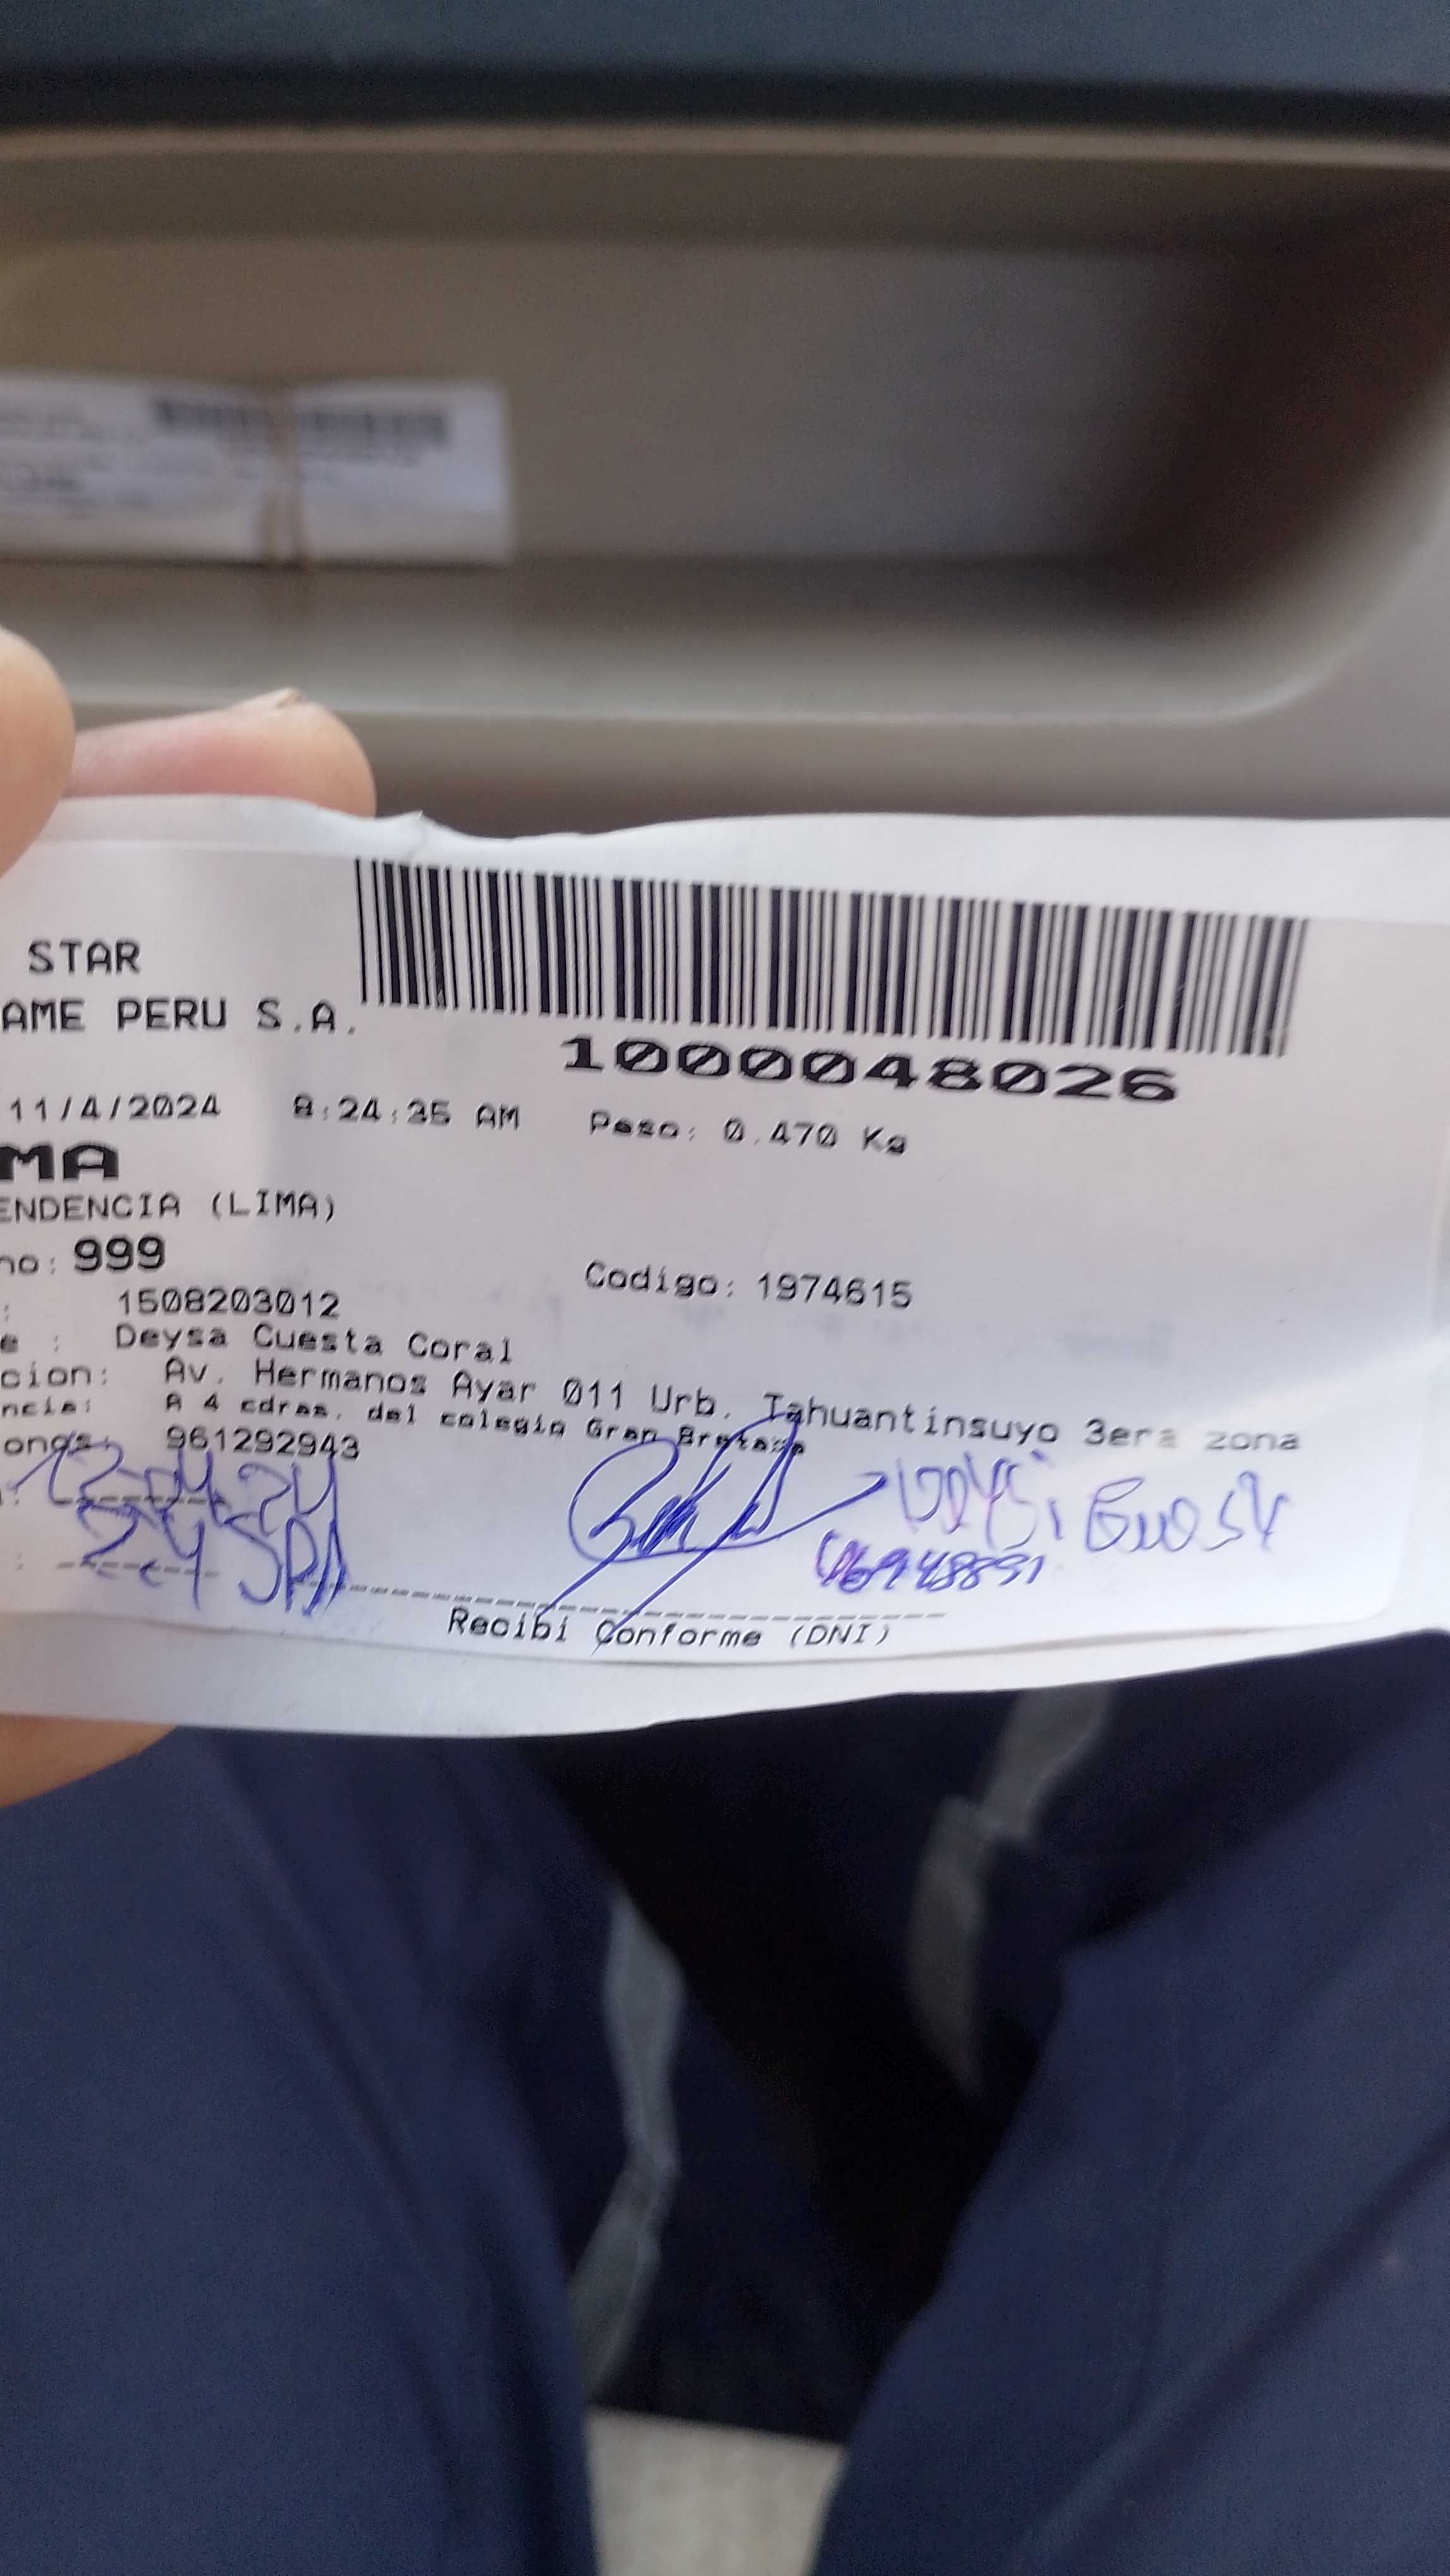 STAR
AME PERU S.A.
1000048026
11/4/2024 8:24:35 AM Peso: 0.470 Kg
MA
ENDENCIA (LIMA)
no: 999
Codigo: 1974615
: 1508203012
e : Deysa Cuesta Coral
cion: Av. Hermanos Ayar 011 Urb. Tahuantinsuyo 3era zona
ncia: A 4 cdras. del colegio Gran Bretana
onos: 961292943
Recibi Conforme (DNI)